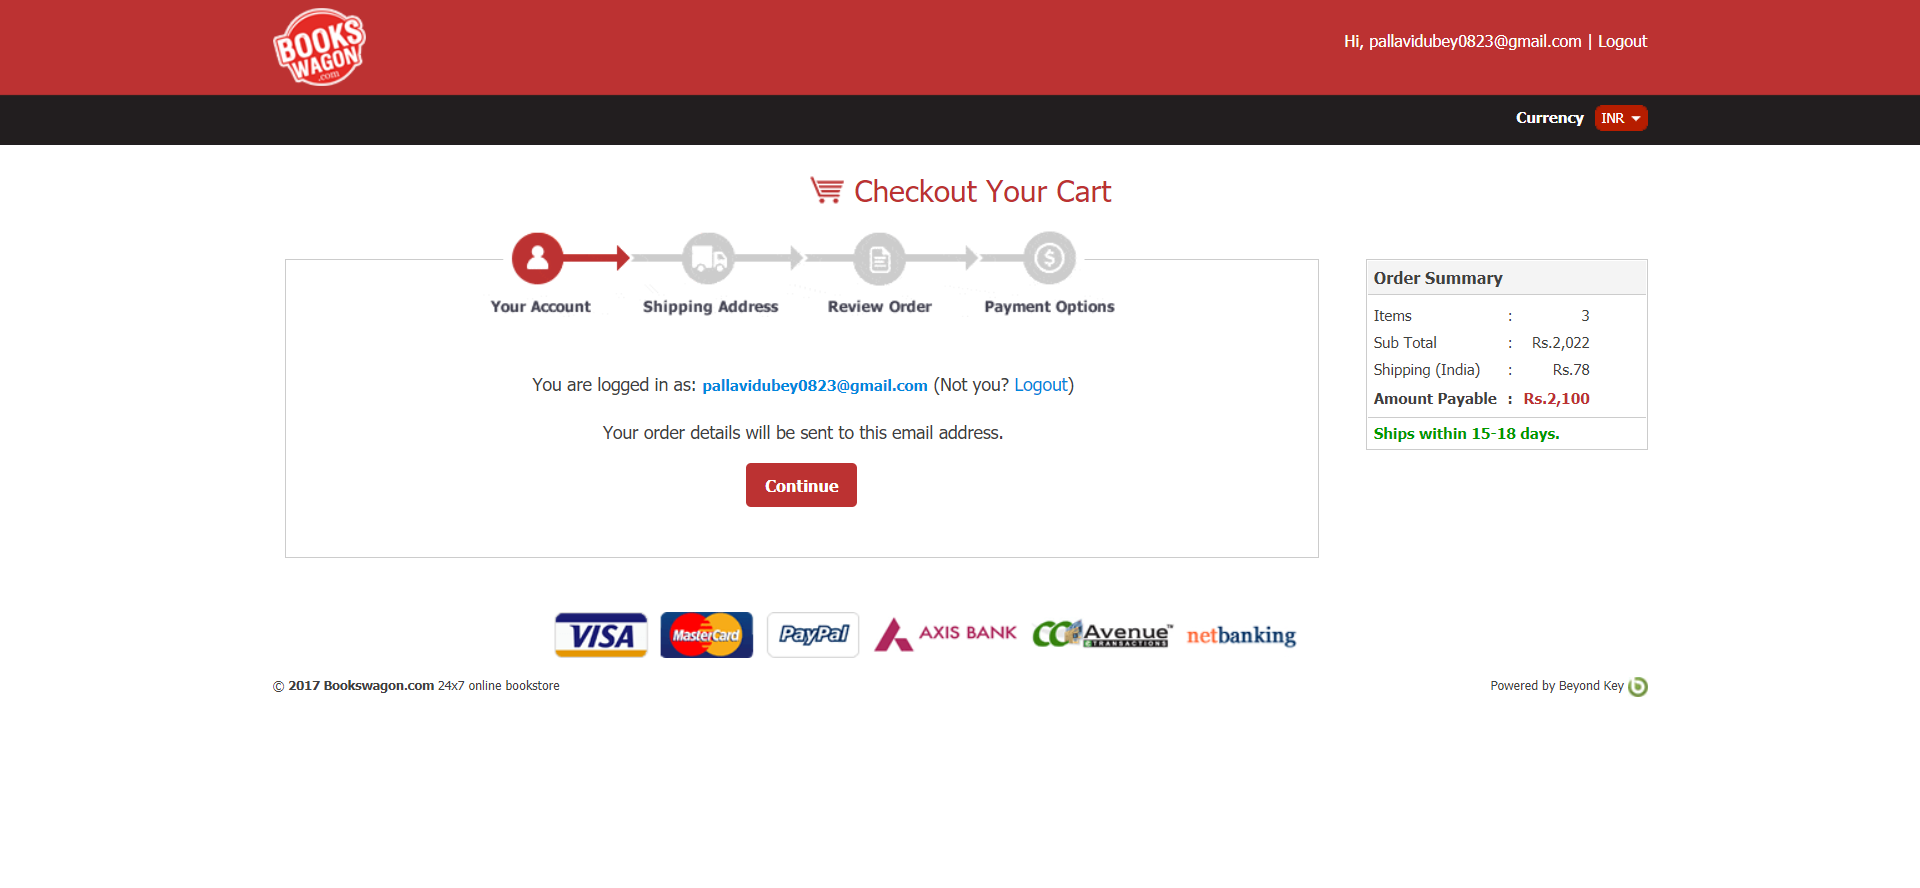 BOOKS
WAGON
.com
Hi, pallavidubey0823@gmail.com | Logout
Currency INR
Checkout Your Cart
Your Account Shipping Address Review Order Payment Options
You are logged in as: pallavidubey0823@gmail.com (Not you? Logout)
Your order details will be sent to this email address.
Continue
Order Summary
Items : 3
Sub Total : Rs.2,022
Shipping (India) : Rs.78
Amount Payable : Rs.2,100
Ships within 15-18 days.
VISA MasterCard PayPal AXIS BANK CCAvenue™ netbanking
eTRANSACTIONS
© 2017 Bookswagon.com 24x7 online bookstore
Powered by Beyond Key